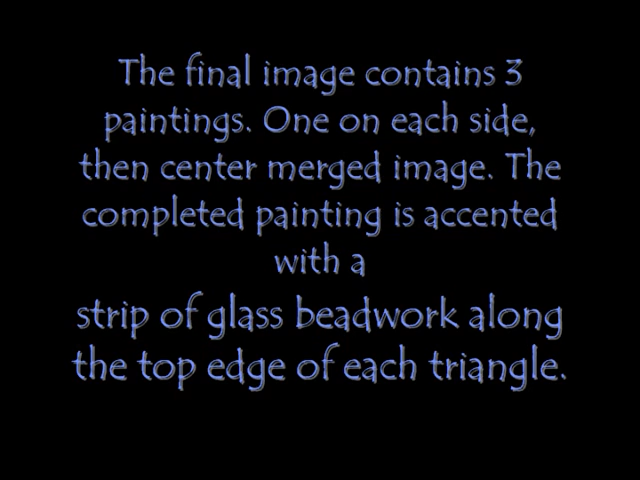 The final image contains 3
paintings. One on each side,
then center merged image. The
completed painting is accented
with a
strip of glass beadwork along
the top edge of each triangle.